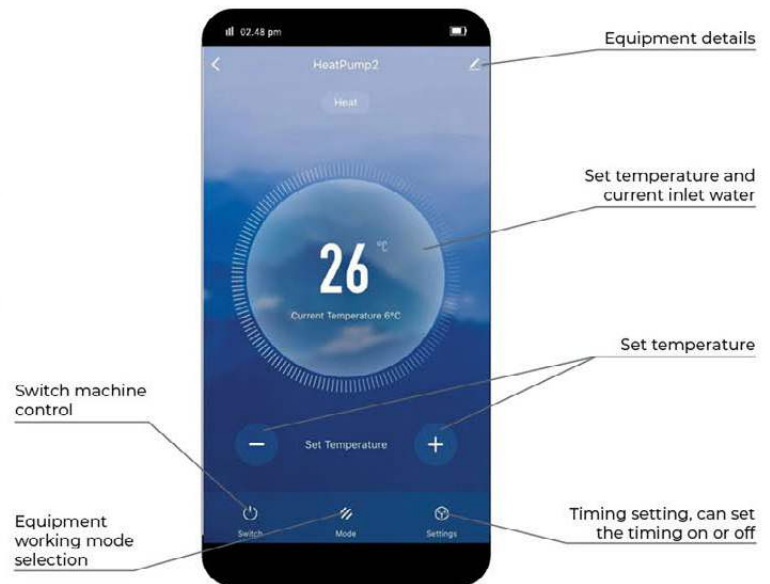 02.48 pm
HeatPump2
Heat
26 °C
Current Temperature 6°C
Set Temperature
Switch
Mode
Settings
Equipment details
Set temperature and
current inlet water
Set temperature
Switch machine
control
Equipment
working mode
selection
Timing setting, can set
the timing on or off